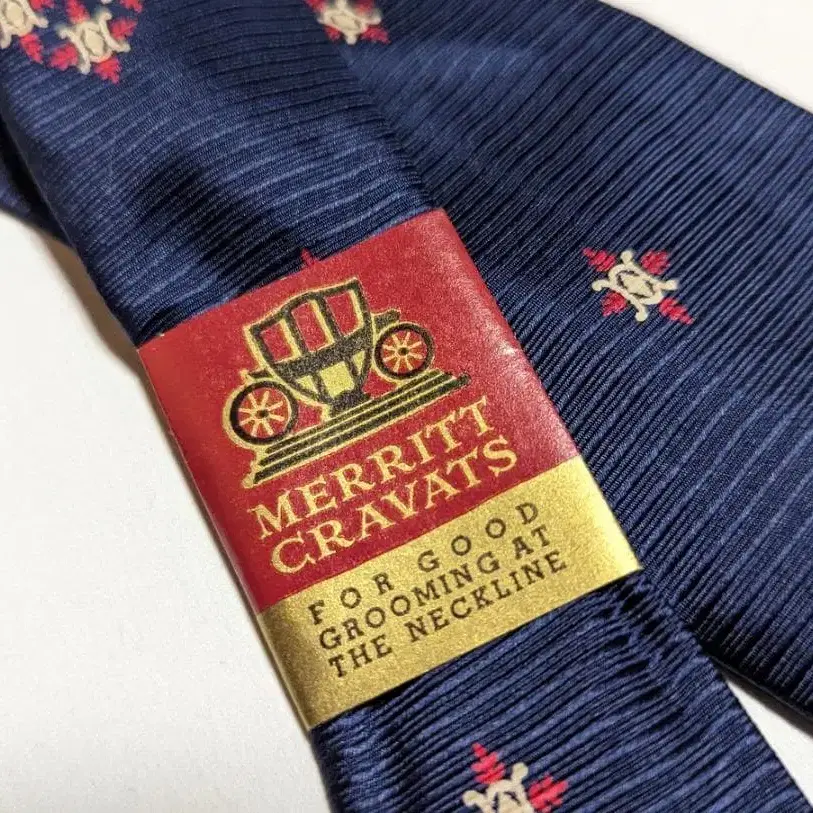 MERRITT
CRAVATS
FOR GOOD
GROOMING AT
THE NECKLINE